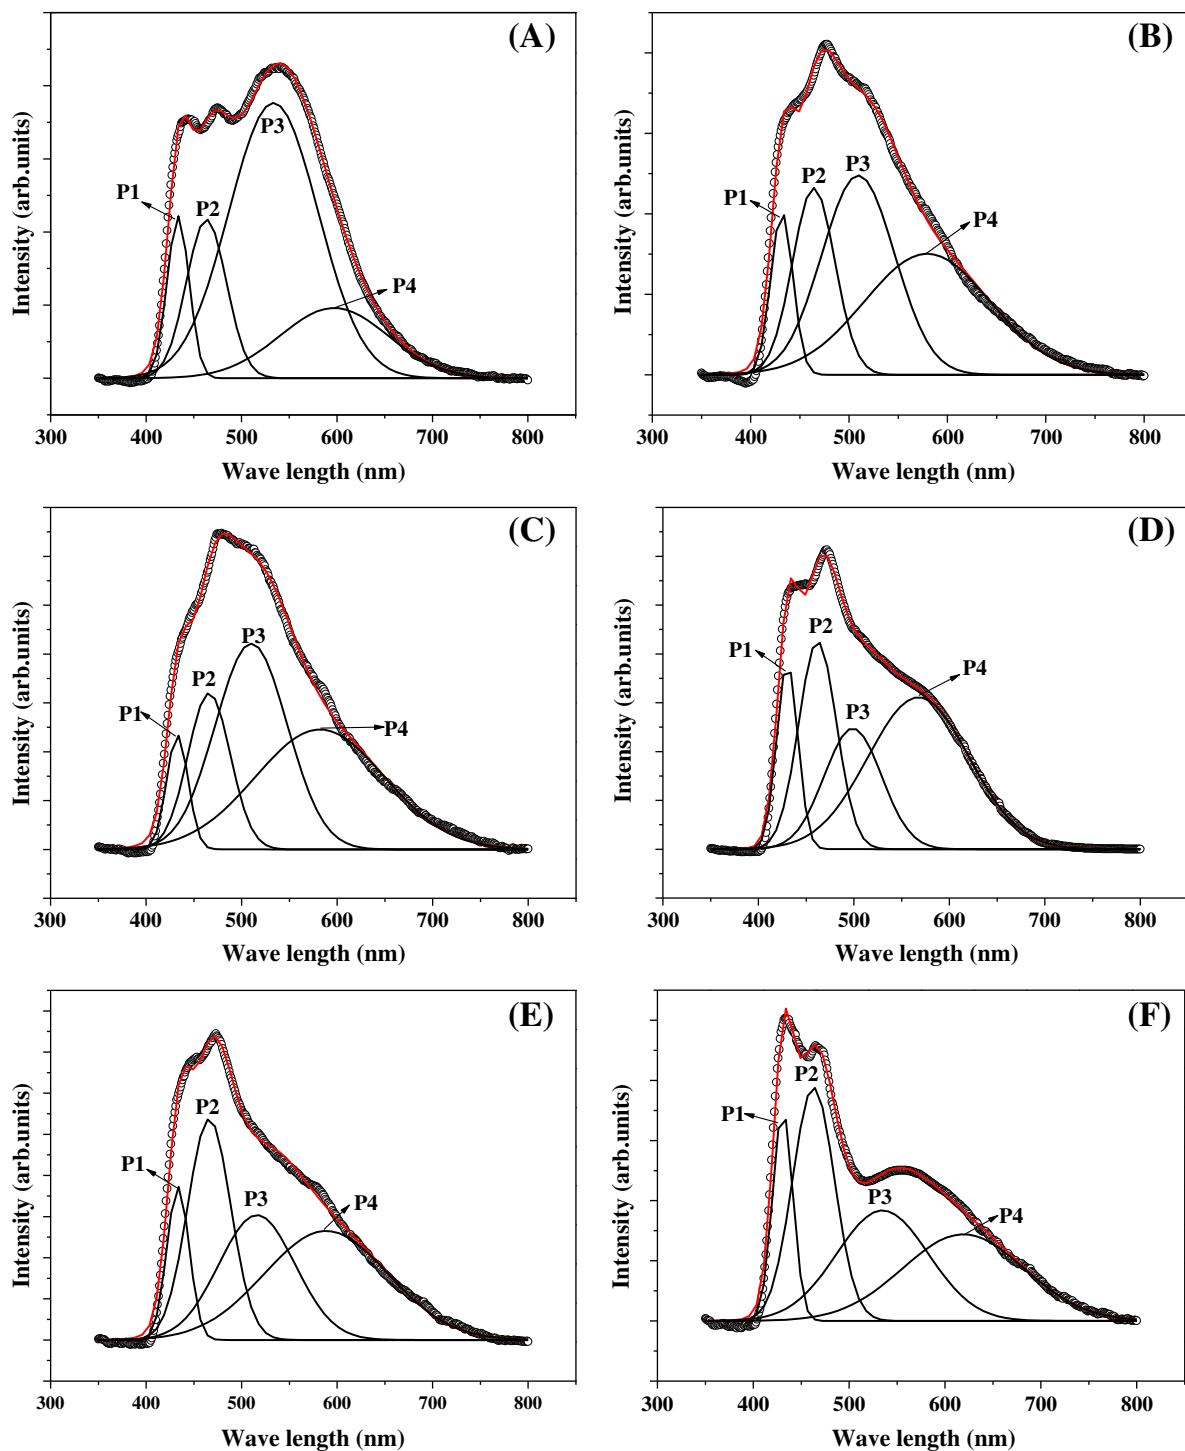 (A)
P3
P1
P2
P4
Intensity (arb.units)
300 400 500 600 700 800
Wave length (nm)
(B)
P2
P3
P1
P4
Intensity (arb.units)
300 400 500 600 700 800
Wave length (nm)
(C)
P3
P2
P1
P4
Intensity (arb.units)
300 400 500 600 700 800
Wave length (nm)
(D)
P2
P1
P4
P3
Intensity (arb.units)
300 400 500 600 700 800
Wave length (nm)
(E)
P2
P1
P3
P4
Intensity (arb.units)
300 400 500 600 700 800
Wave length (nm)
(F)
P2
P1
P3
P4
Intensity (arb.units)
300 400 500 600 700 800
Wave length (nm)